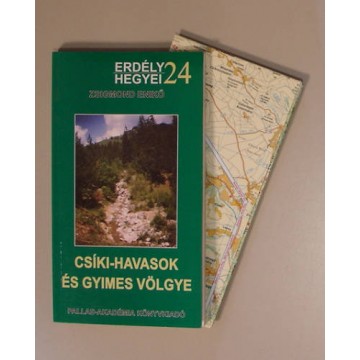 ERDÉLY
HEGYEI 24
ZSIGMOND ENIKŐ
CSÍKI-HAVASOK
ÉS GYIMES VÖLGYE
PALLAS-AKADÉMIA KÖNYVKIADÓ